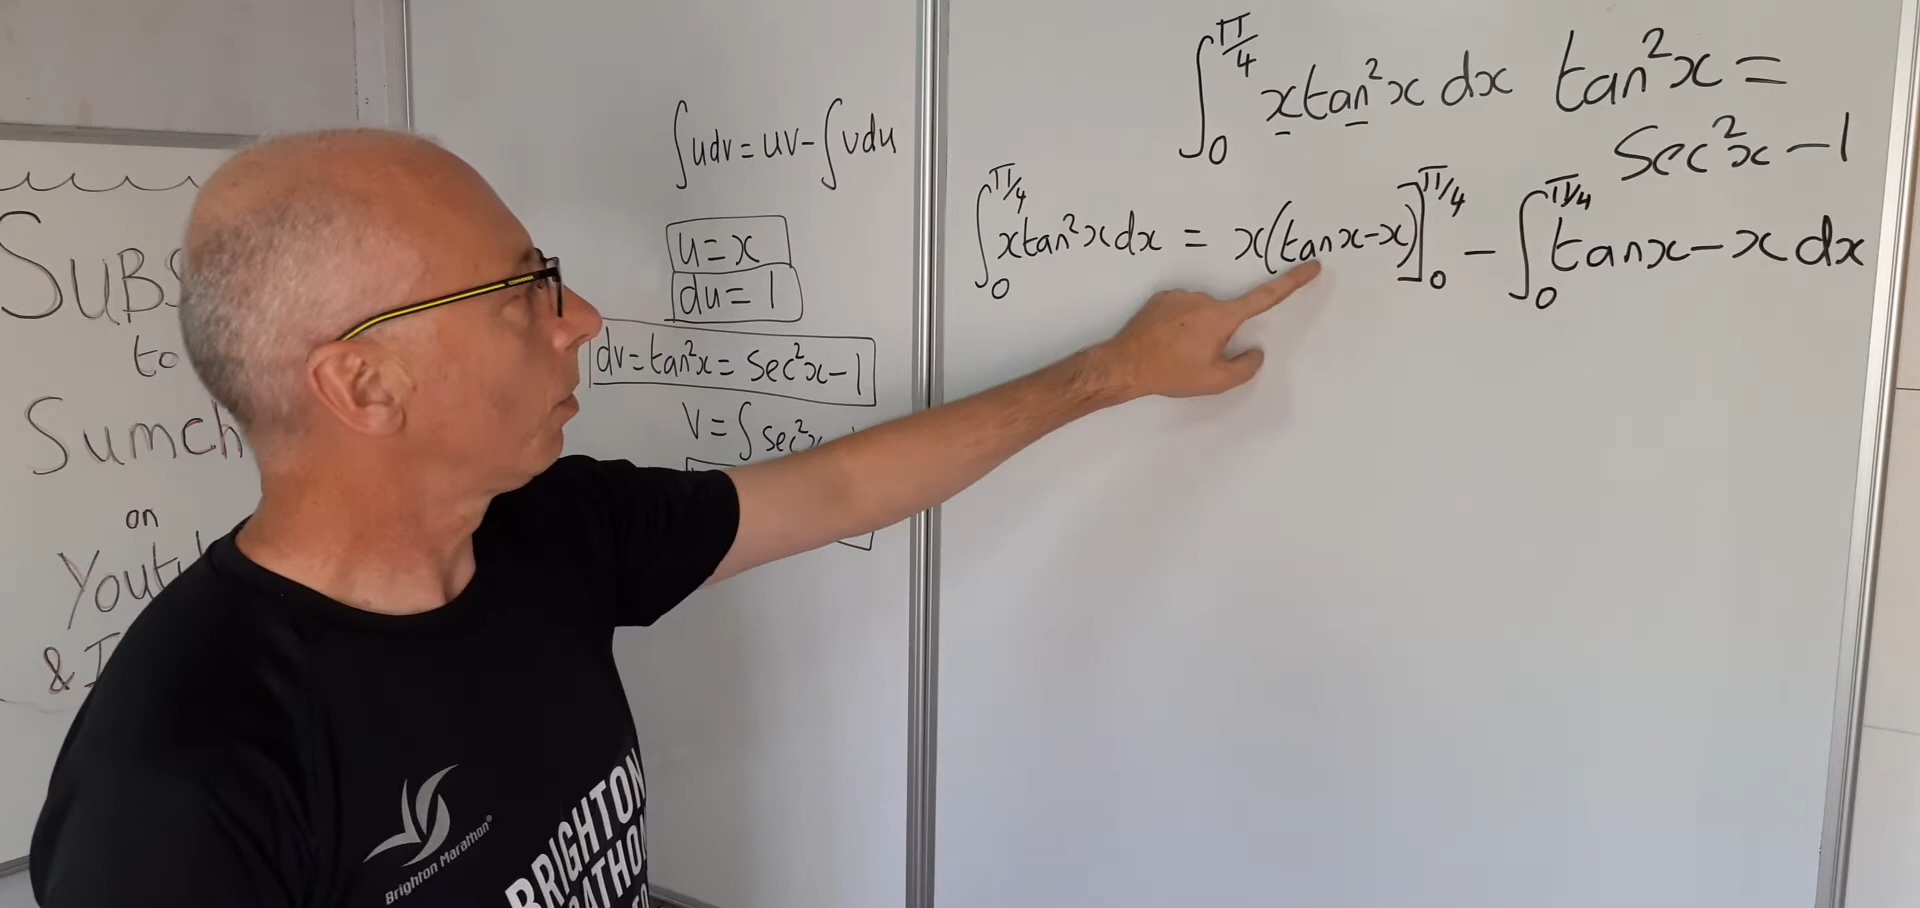 Subs
to
Sumch
on
Yout
& I
∫udv = uv - ∫vdu
u = x
du = 1
dv = tan²x = sec²x - 1
V = ∫sec²x
∫₀^π/4 x tan²x dx tan²x =
sec²x - 1
∫₀^π/4 x tan²x dx = x(tanx - x)]₀^π/4 - ∫₀^π/4 tanx - x dx
Brighton Marathon®
BRIGHTON